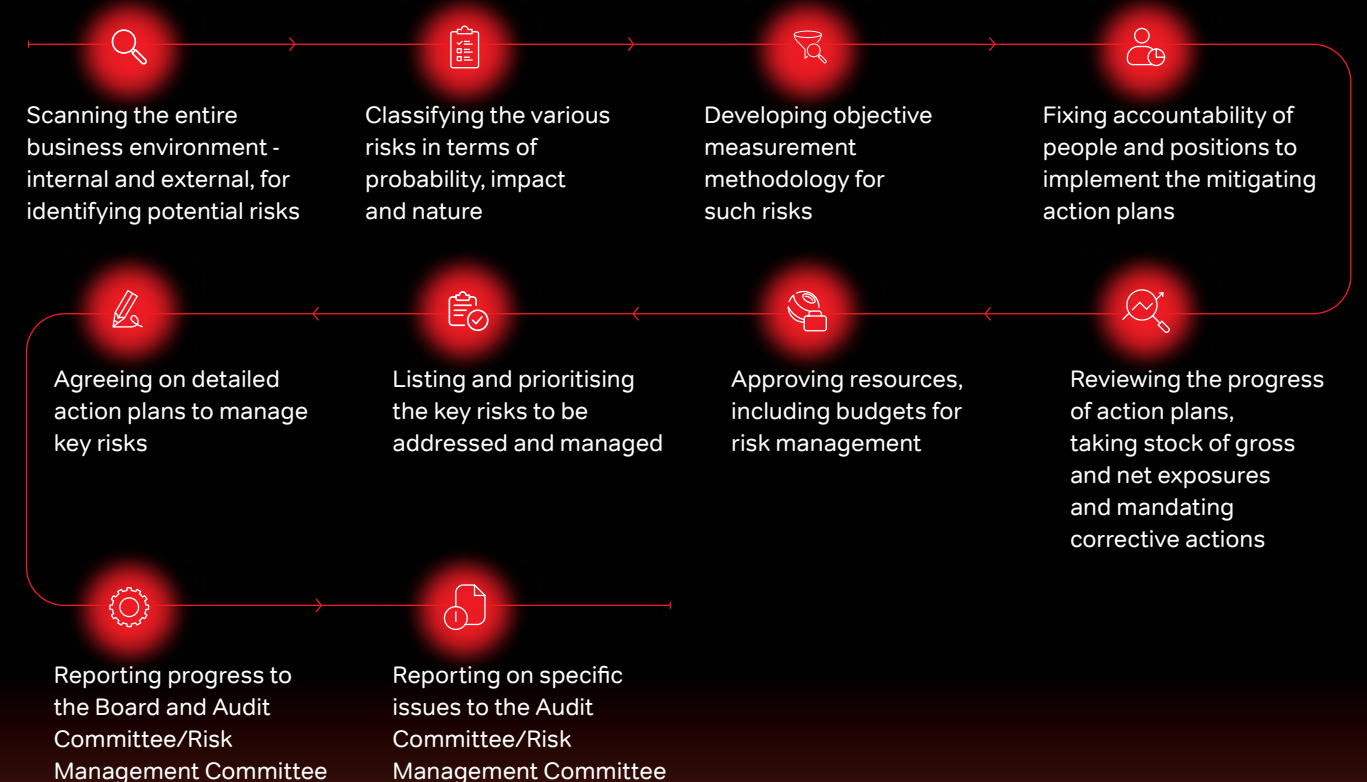 Scanning the entire
business environment -
internal and external, for
identifying potential risks
Classifying the various
risks in terms of
probability, impact
and nature
Developing objective
measurement
methodology for
such risks
Fixing accountability of
people and positions to
implement the mitigating
action plans
Reviewing the progress
of action plans,
taking stock of gross
and net exposures
and mandating
corrective actions
Approving resources,
including budgets for
risk management
Listing and prioritising
the key risks to be
addressed and managed
Agreeing on detailed
action plans to manage
key risks
Reporting progress to
the Board and Audit
Committee/Risk
Management Committee
Reporting on specific
issues to the Audit
Committee/Risk
Management Committee